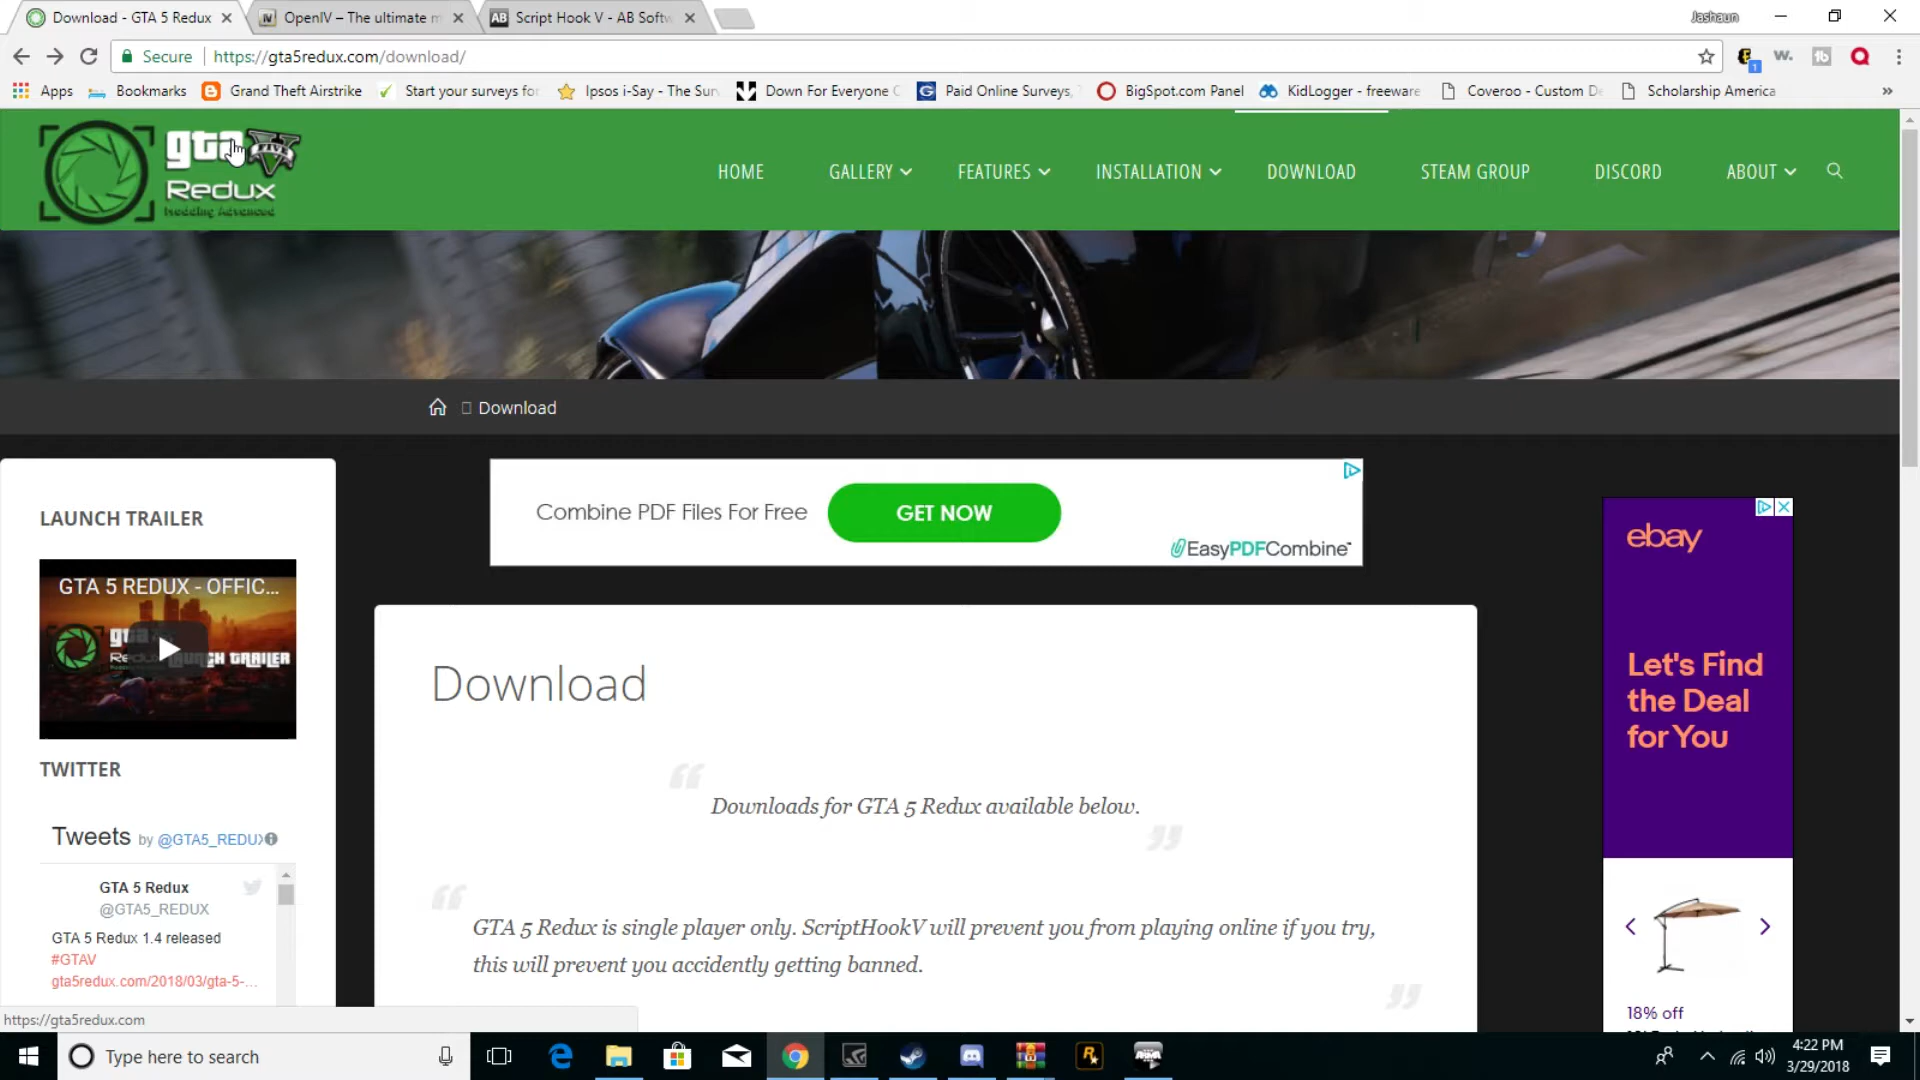 Download - GTA 5 Redux
OpenIV – The ultimate m
AB Script Hook V - AB Softw
Jashaun
Secure
https://gta5redux.com/download/
Apps
Bookmarks
Grand Theft Airstrike
Start your surveys fo
Ipsos i-Say - The Sur
Down For Everyone O
Paid Online Surveys,
BigSpot.com Panel
KidLogger - freeware
Coveroo - Custom De
Scholarship America
»
gta V
FIVE
Redux
Modding Advanced
HOME
GALLERY
FEATURES
INSTALLATION
DOWNLOAD
STEAM GROUP
DISCORD
ABOUT
Download
LAUNCH TRAILER
GTA 5 REDUX - OFFIC...
TWITTER
Tweets by @GTA5_REDUX
GTA 5 Redux
@GTA5_REDUX
GTA 5 Redux 1.4 released
#GTAV
gta5redux.com/2018/03/gta-5-...
Combine PDF Files For Free
GET NOW
EasyPDFCombine™
Download
Downloads for GTA 5 Redux available below.
GTA 5 Redux is single player only. ScriptHookV will prevent you from playing online if you try,
this will prevent you accidently getting banned.
ebay
Let's Find
the Deal
for You
18% off
https://gta5redux.com
Type here to search
4:22 PM
3/29/2018